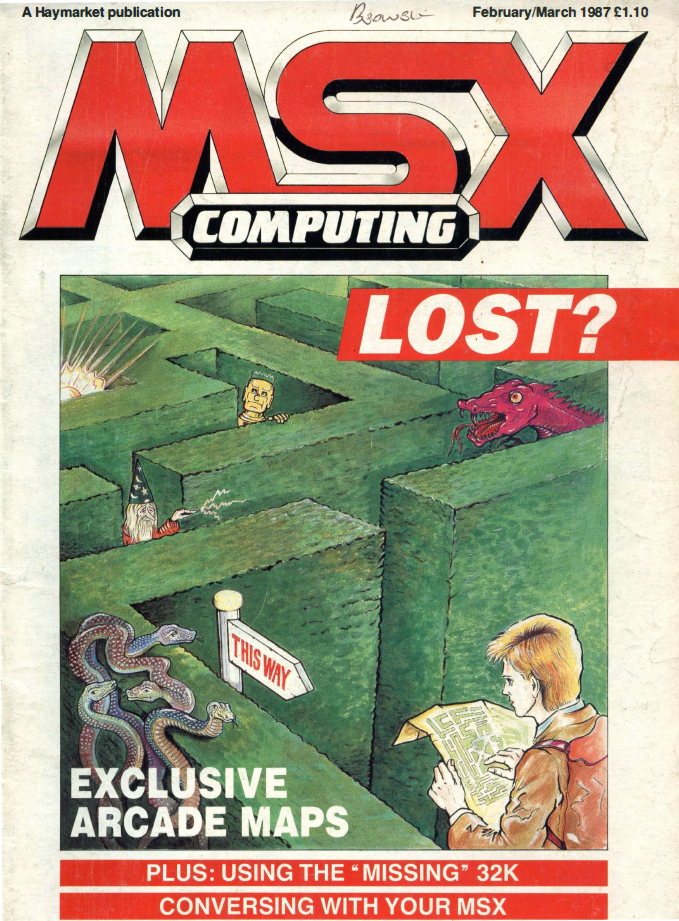 A Haymarket publication
February/March 1987 £1.10
MSX
COMPUTING
LOST?
THIS WAY
EXCLUSIVE
ARCADE MAPS
PLUS: USING THE "MISSING" 32K
CONVERSING WITH YOUR MSX